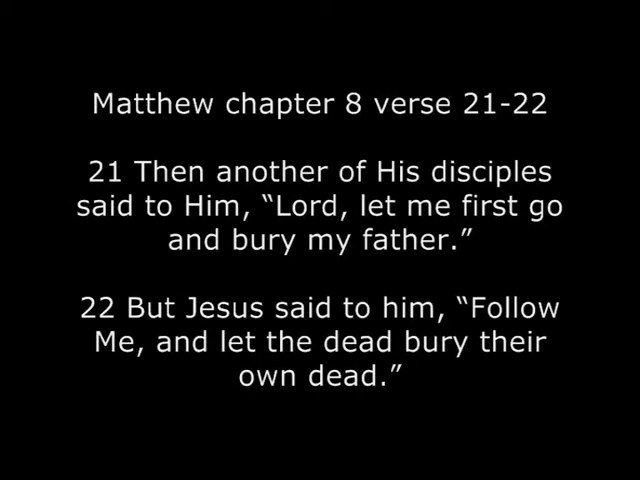 Matthew chapter 8 verse 21-22
21 Then another of His disciples
said to Him, “Lord, let me first go
and bury my father.”
22 But Jesus said to him, “Follow
Me, and let the dead bury their
own dead.”